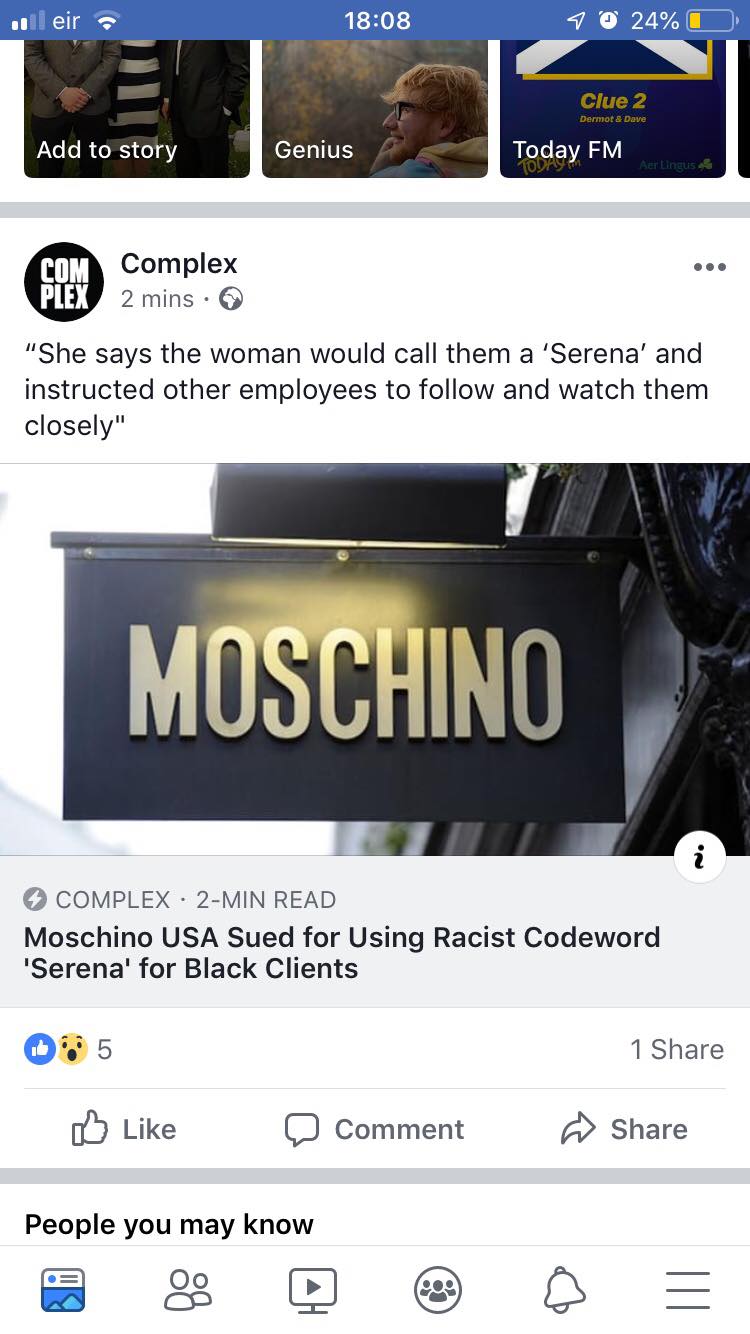 eir 18:08 24%
Clue 2
Dermot & Dave
Add to story Genius Today FM
TODAY fm Aer Lingus
COM
PLEX
Complex
2 mins ·
“She says the woman would call them a ‘Serena’ and
instructed other employees to follow and watch them
closely"
MOSCHINO
i
COMPLEX · 2-MIN READ
Moschino USA Sued for Using Racist Codeword
'Serena' for Black Clients
5 1 Share
Like Comment Share
People you may know